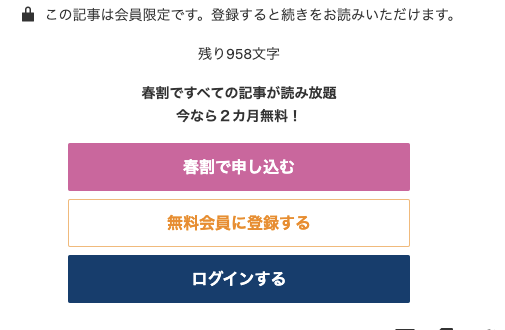 この記事は会員限定です。登録すると続きをお読みいただけます。
残り958文字
春割ですべての記事が読み放題
今なら２カ月無料！
春割で申し込む
無料会員に登録する
ログインする